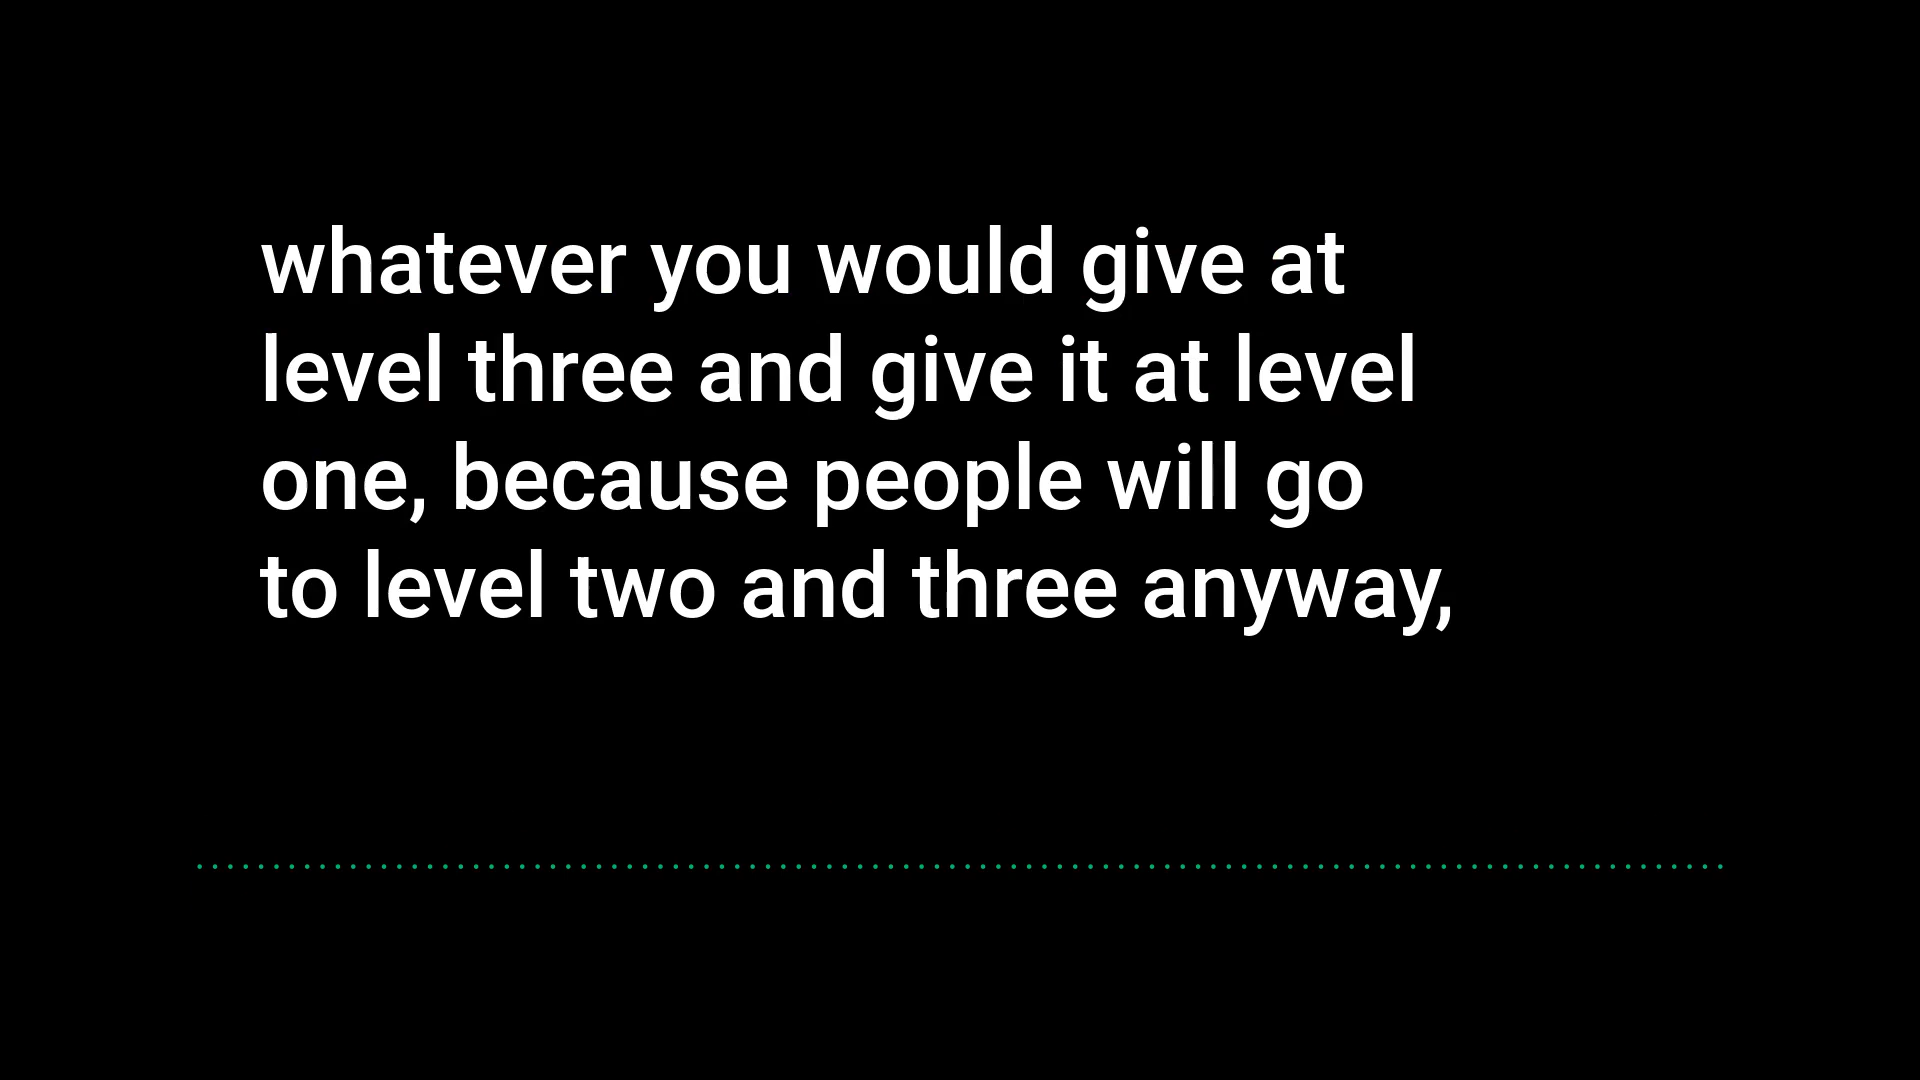 whatever you would give at
level three and give it at level
one, because people will go
to level two and three anyway,